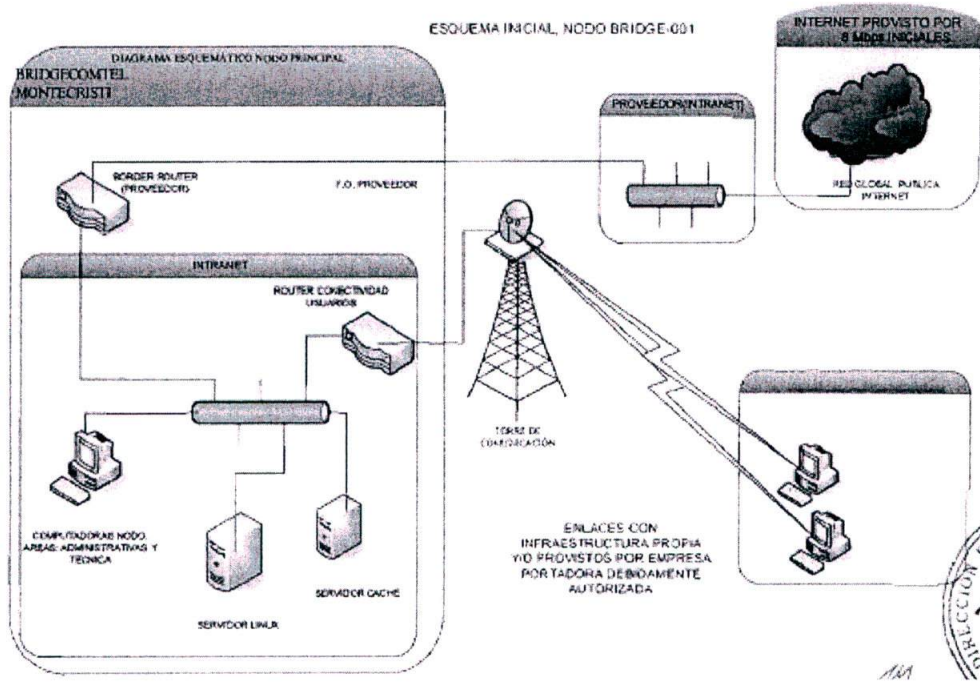 ESQUEMA INICIAL, NODO BRIDGE-001
INTERNET PROVISTO POR
8 Mbps INICIALES
DIAGRAMA ESQUEMÁTICO NODO PRINCIPAL
BRIDGECOMTEL
MONTECRISTI
PROVEEDOR(INTRANET)
BORDER ROUTER
(PROVEEDOR)
F.O. PROVEEDOR
RED GLOBAL PUBLICA
INTERNET
INTRANET
ROUTER CONECTIVIDAD
USUARIOS
TORRE DE
COMUNICACIÓN
COMPUTADORAS NODO
AREAS: ADMINISTRATIVAS Y
TECNICA
SERVIDOR CACHE
SERVIDOR LINUX
ENLACES CON
INFRAESTRUCTURA PROPIA
Y/O PROVISTOS POR EMPRESA
PORTADORA DEBIDAMENTE
AUTORIZADA
DIRECCIÓN